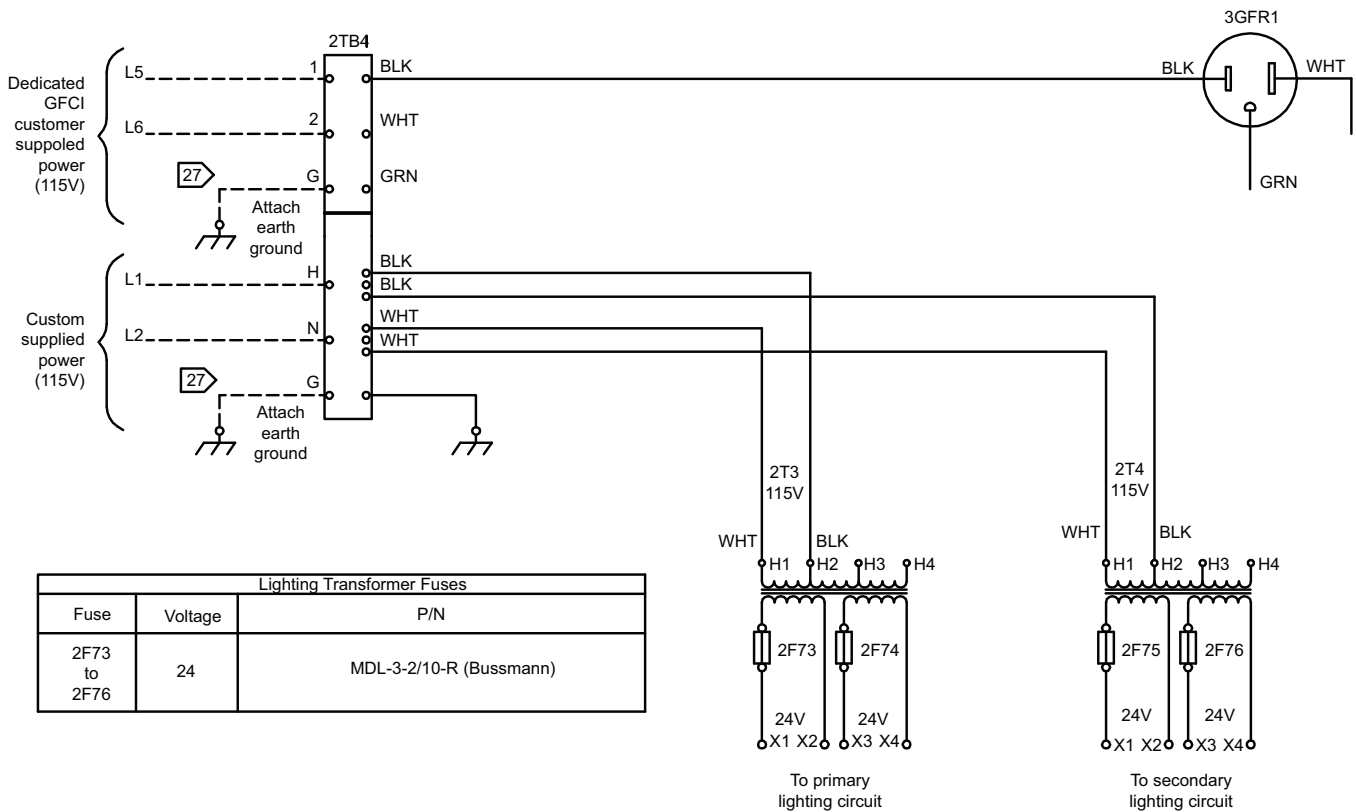 3GFR1
2TB4
Dedicated
GFCI
customer
suppoled
power
(115V)
L5
1
BLK
BLK
WHT
L6
2
WHT
27
G
GRN
GRN
Attach
earth
ground
Custom
supplied
power
(115V)
L1
H
BLK
BLK
L2
N
WHT
WHT
27
G
Attach
earth
ground
2T3
115V
WHT
BLK
H1
H2
H3
H4
2F73
2F74
24V
24V
X1
X2
X3
X4
To primary
lighting circuit
2T4
115V
WHT
BLK
H1
H2
H3
H4
2F75
2F76
24V
24V
X1
X2
X3
X4
To secondary
lighting circuit
Lighting Transformer Fuses
Fuse
Voltage
P/N
2F73
to
2F76
24
MDL-3-2/10-R (Bussmann)